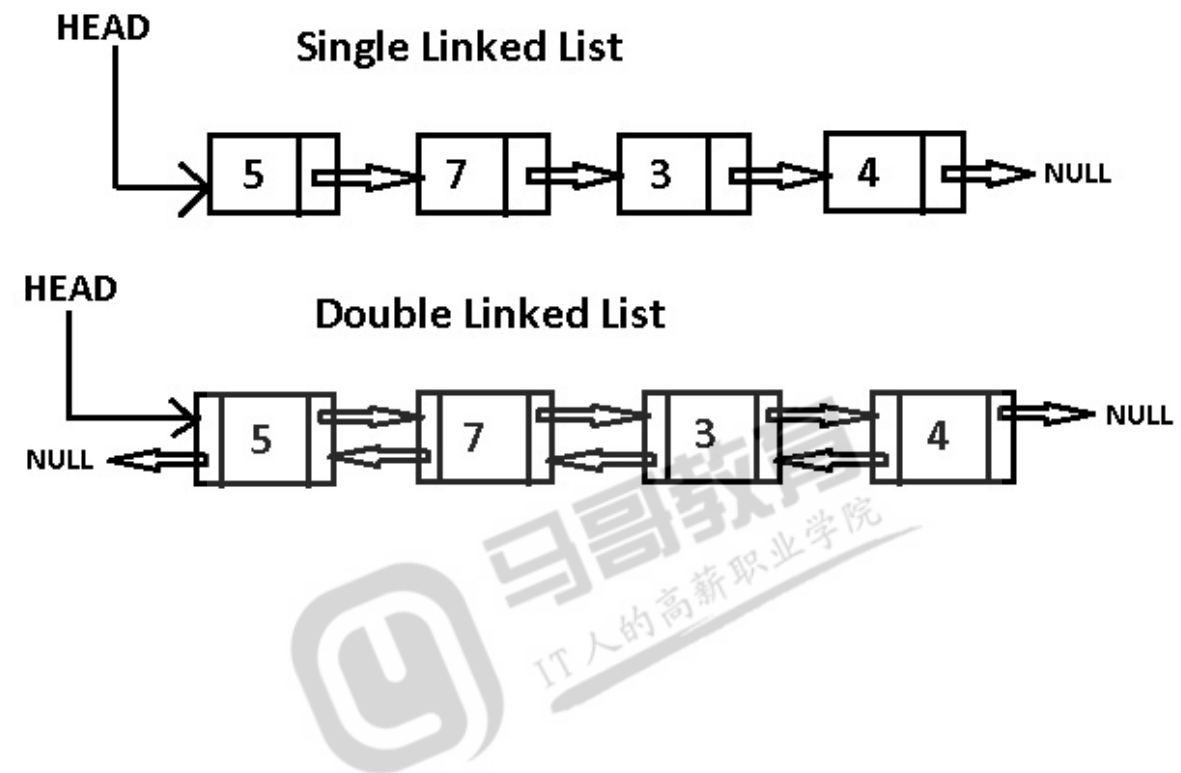 HEAD
Single Linked List
5 7 3 4 NULL
HEAD
Double Linked List
5 7 3 4 NULL
NULL
马哥教育
IT人的高薪职业学院